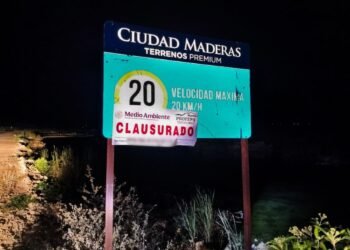 CIUDAD MADERAS
TERRENOS PREMIUM
20
VELOCIDAD MAXIMA
20 KM/H
Medio Ambiente
PROFEPA
CLAUSURADO